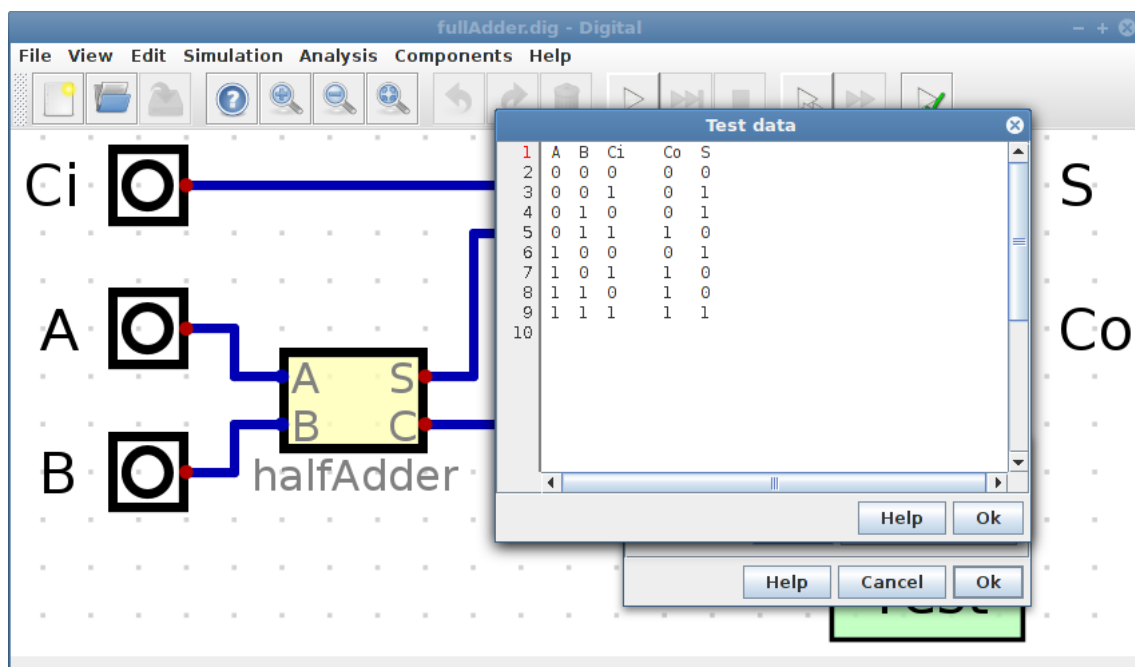 fullAdder.dig - Digital
File View Edit Simulation Analysis Components Help
Test data
1 A B Ci Co S
2 0 0 0 0 0
3 0 0 1 0 1
4 0 1 0 0 1
5 0 1 1 1 0
6 1 0 0 0 1
7 1 0 1 1 0
8 1 1 0 1 0
9 1 1 1 1 1
10
Help Ok
Help Cancel Ok
Ci
A
B
A S
B C
halfAdder
S
Co
Test